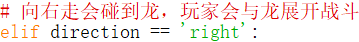 # 向右走会碰到龙，玩家会与龙展开战斗
elif direction == 'right':